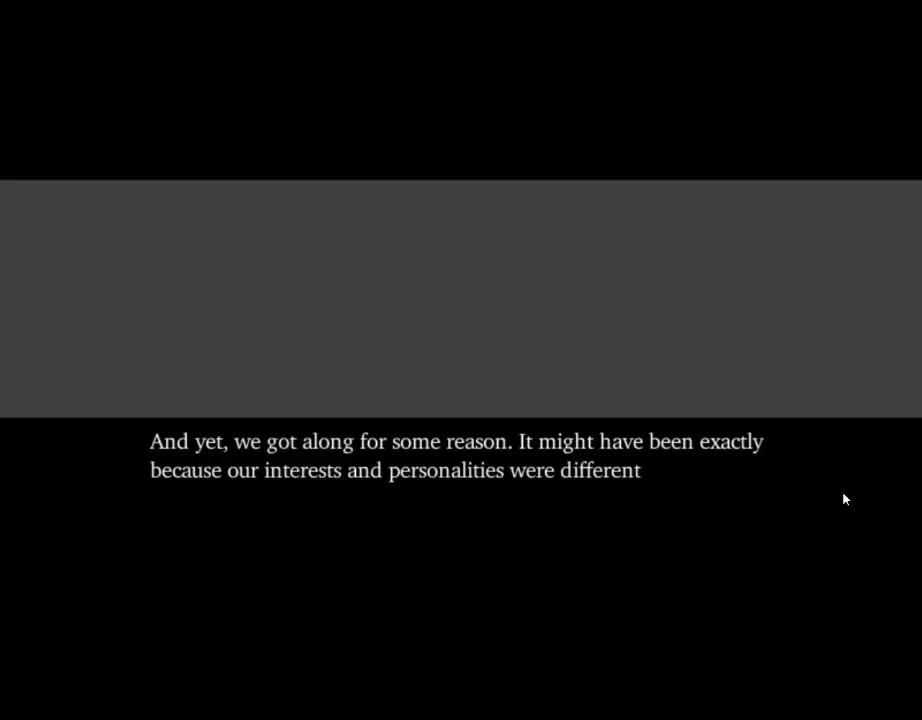 And yet, we got along for some reason. It might have been exactly
because our interests and personalities were different